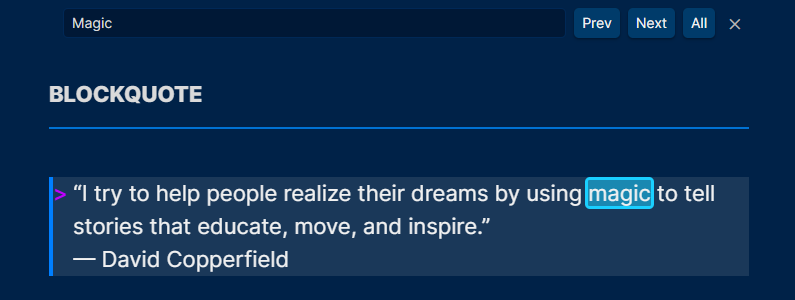 Magic Prev Next All ×
BLOCKQUOTE
> “I try to help people realize their dreams by using magic to tell
stories that educate, move, and inspire.”
— David Copperfield